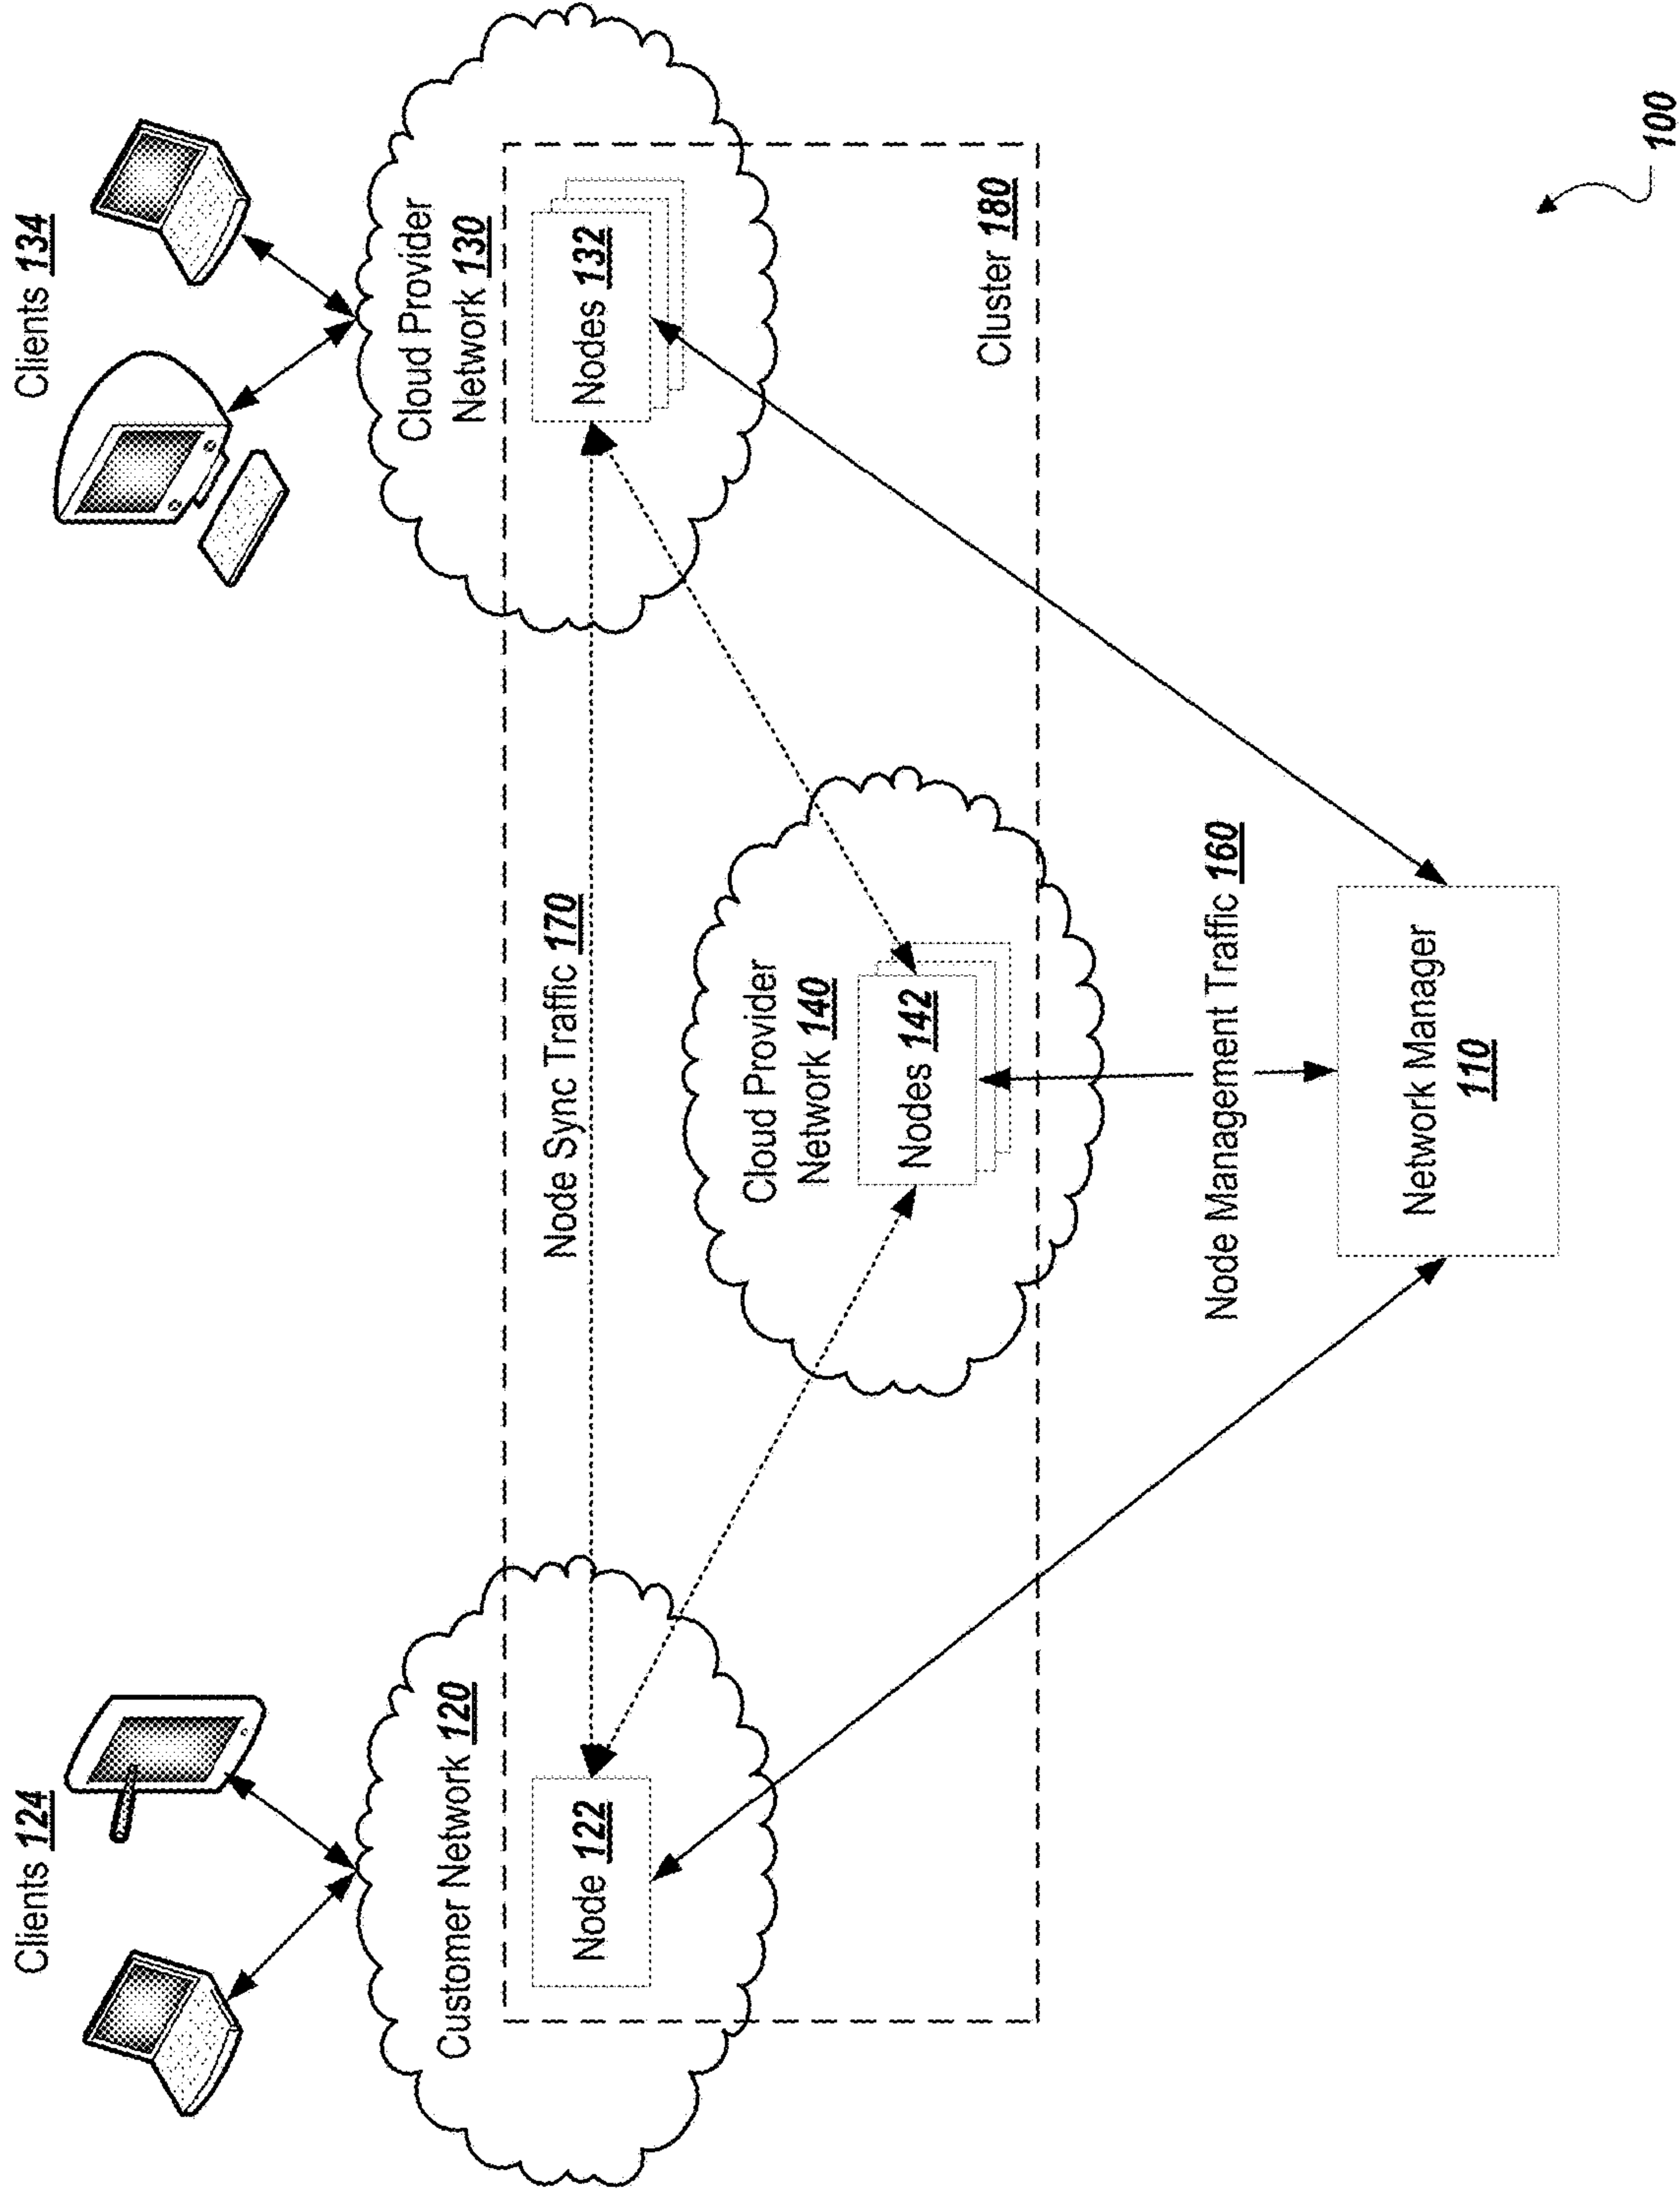 Clients 124
Clients 134
Customer Network 120
Cloud Provider
Network 130
Node 122
Nodes 132
Node Sync Traffic 170
Cloud Provider
Network 140
Nodes 142
Cluster 180
Node Management Traffic 160
Network Manager
110
100